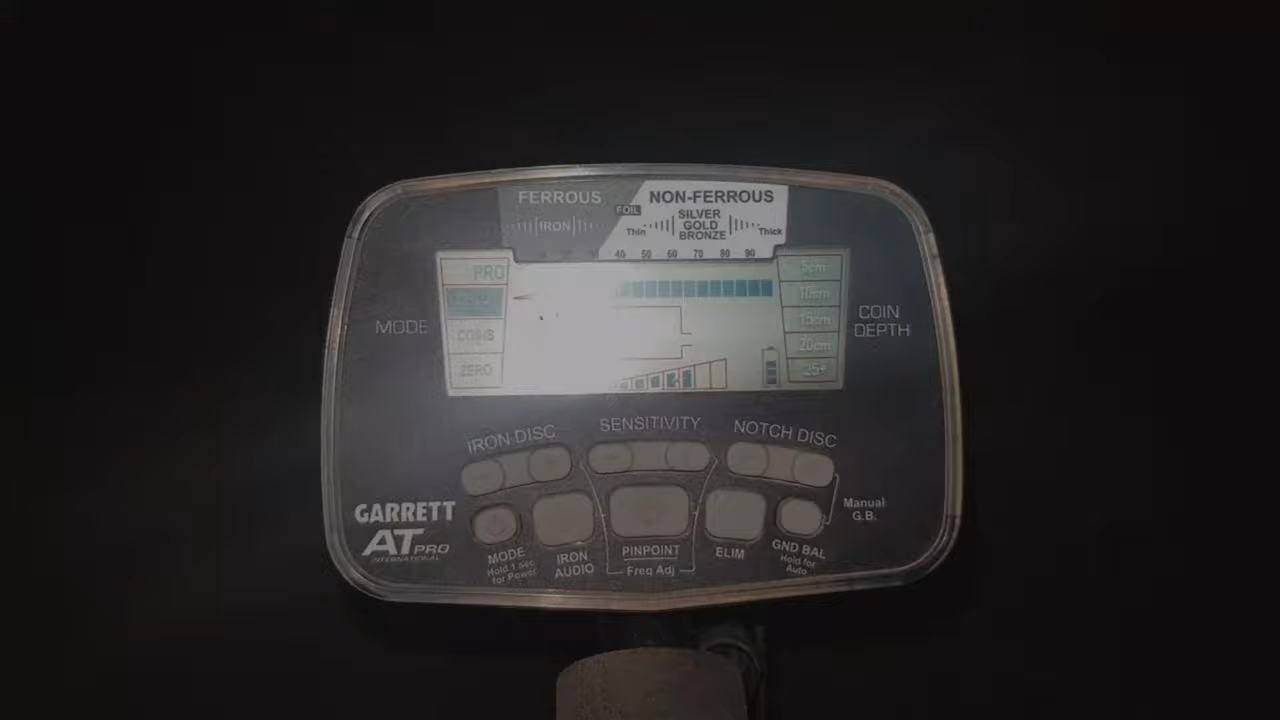 FERROUS
NON-FERROUS
IRON
FOIL
Thin
SILVER
GOLD
BRONZE
Thick
40 50 60 70 80 90
PRO
COINS
ZERO
MODE
5cm
10cm
15cm
20cm
25+
COIN
DEPTH
IRON DISC
SENSITIVITY
NOTCH DISC
GARRETT
AT PRO
INTERNATIONAL
MODE
Hold 1 sec
for Power
IRON
AUDIO
PINPOINT
Freq Adj
ELIM
GND BAL
Hold for
Auto
Manual
G.B.